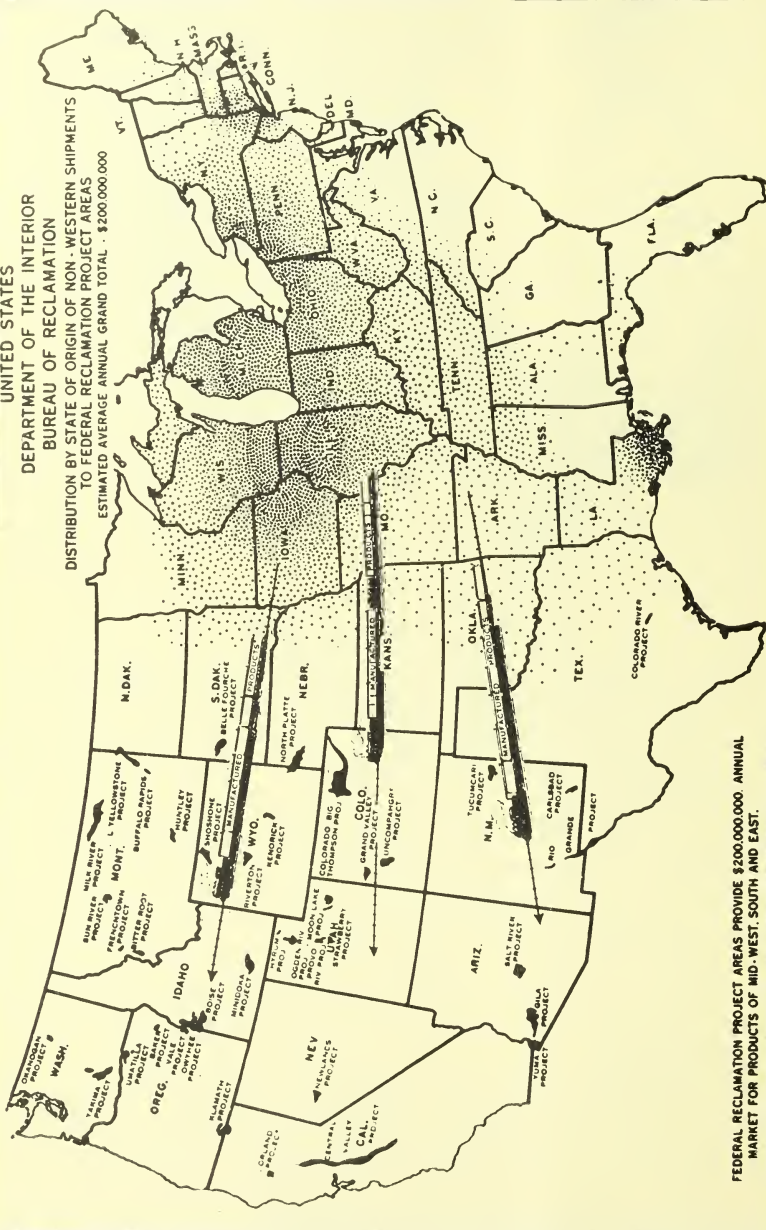 UNITED STATES
DEPARTMENT OF THE INTERIOR
BUREAU OF RECLAMATION
DISTRIBUTION BY STATE OF ORIGIN OF NON-WESTERN SHIPMENTS
TO FEDERAL RECLAMATION PROJECT AREAS
ESTIMATED AVERAGE ANNUAL GRAND TOTAL - $200,000,000
OKANOGAN
PROJECT
WASH.
YAKIMA
PROJECT
UMATILLA
PROJECT
BAKER
PROJECT
VALE
PROJECT
OWYHEE
PROJECT
OREG.
KLAMATH
PROJECT
ORLAND
PROJECT
CENTRAL
VALLEY
PROJECT
CAL.
NEV
NEWLANDS
PROJECT
IDAHO
BOISE
PROJECT
MINIDOKA
PROJECT
MILK RIVER
PROJECT
FRENCHTOWN
PROJECT
BITTER ROOT
PROJECT
MONT.
L. YELLOWSTONE
PROJECT
BUFFALO RAPIDS
PROJECT
HUNTLEY
PROJECT
SHOSHONE
PROJECT
RIVERTON
PROJECT
WYO.
KENDRICK
PROJECT
HYRUM
PROJ
OGDEN RIV
PROJ
PROVO
RIV PROJ
MOON LAKE
PROJ
UTAH
STRAWBERRY
PROJECT
COLORADO BIG
THOMPSON PROJ
COLO.
GRAND VALLEY
PROJECT
UNCOMPAHGRE
PROJECT
ARIZ.
SALT RIVER
PROJECT
GILA
PROJECT
YUMA
PROJECT
N.M.
TUCUMCARI
PROJECT
CARLSBAD
PROJECT
RIO
GRANDE
PROJECT
N.DAK.
S.DAK.
BELLE FOURCHE
PROJECT
NORTH PLATTE
PROJECT
NEBR.
KANS.
OKLA.
TEX.
COLORADO RIVER
PROJECT
MANUFACTURED PRODUCTS
MANUFACTURED PRODUCTS
MANUFACTURED PRODUCTS
MINN.
IOWA
MO.
ARK.
LA.
WIS.
ILL.
MICH.
IND.
OHIO
KY.
TENN.
MISS.
ALA.
GA.
FLA.
S.C.
N.C.
VA.
W.VA.
PENN.
N.Y.
VT.
N.H.
ME.
MASS
R.I.
CONN.
N.J.
DEL
MD.
FEDERAL RECLAMATION PROJECT AREAS PROVIDE $200,000,000. ANNUAL
MARKET FOR PRODUCTS OF MID-WEST, SOUTH AND EAST.